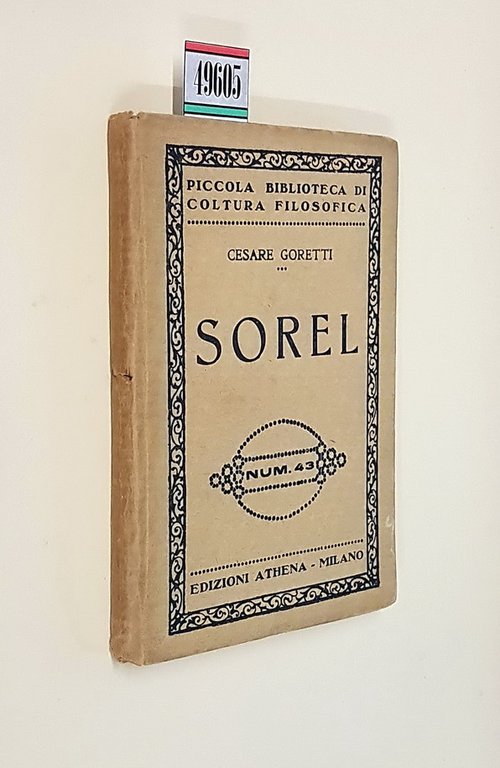 49605
PICCOLA BIBLIOTECA DI
COLTURA FILOSOFICA
CESARE GORETTI
SOREL
NUM. 43
EDIZIONI ATHENA - MILANO